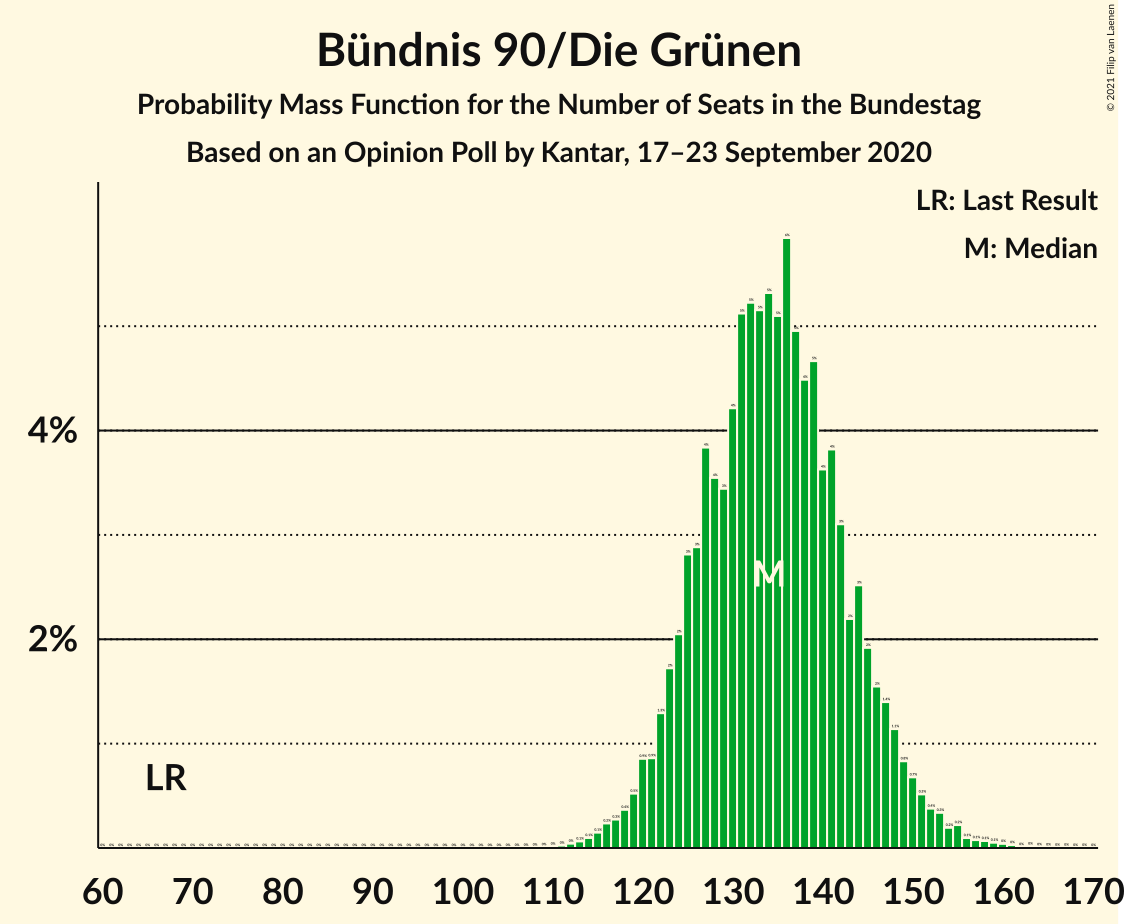 Bündnis 90/Die Grünen
Probability Mass Function for the Number of Seats in the Bundestag
Based on an Opinion Poll by Kantar, 17–23 September 2020
© 2021 Filip van Laenen
LR: Last Result
M: Median
4%
2%
LR
M
60 70 80 90 100 110 120 130 140 150 160 170